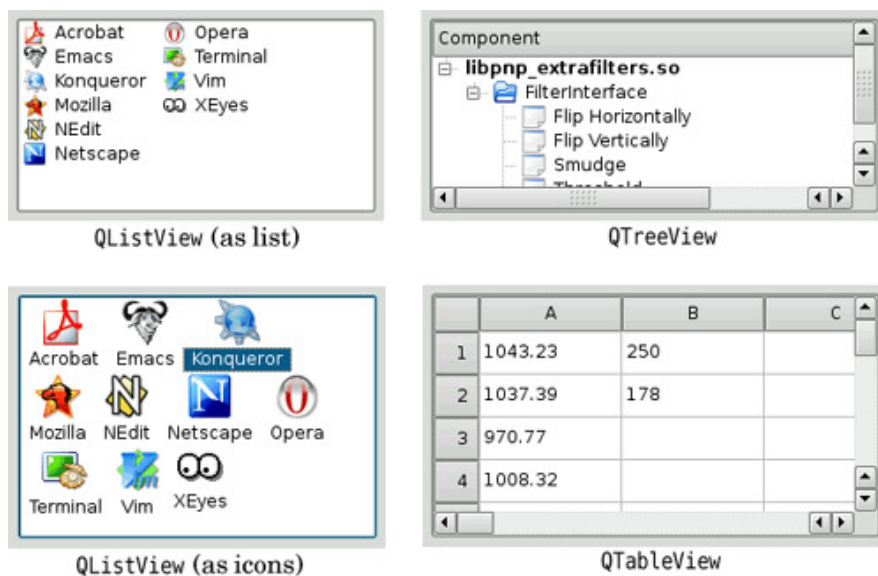 Acrobat Opera
Emacs Terminal
Konqueror Vim
Mozilla XEyes
NEdit
Netscape
QListView (as list)
Component
libpnp_extrafilters.so
FilterInterface
Flip Horizontally
Flip Vertically
Smudge
Threshold
QTreeView
Acrobat Emacs Konqueror
Mozilla NEdit Netscape Opera
Terminal Vim XEyes
QListView (as icons)
A B C
1 1043.23 250
2 1037.39 178
3 970.77
4 1008.32
QTableView